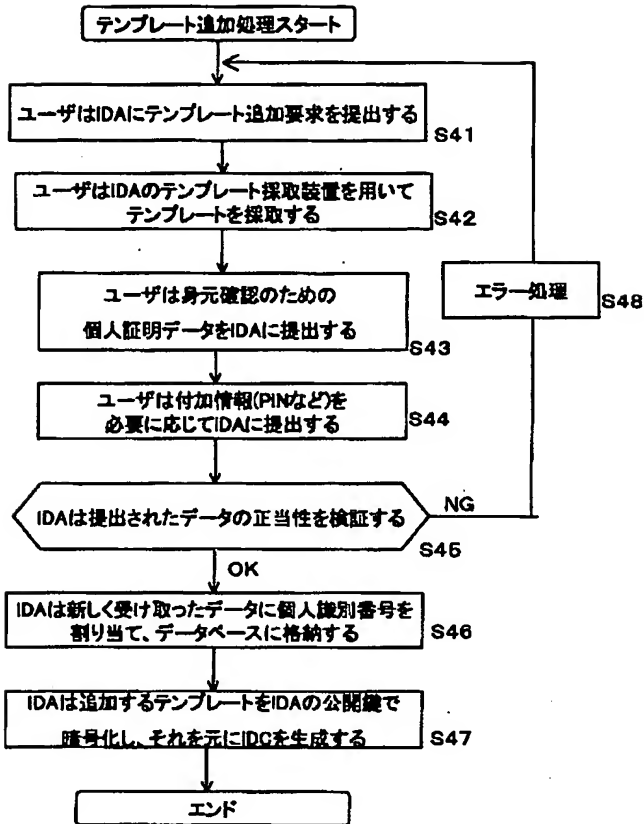 テンプレート追加処理スタート
ユーザはIDAにテンプレート追加要求を提出する
S41
ユーザはIDAのテンプレート採取装置を用いて
テンプレートを採取する
S42
ユーザは身元確認のための
個人証明データをIDAに提出する
S43
エラー処理
S48
ユーザは付加情報(PINなど)を
必要に応じてIDAに提出する
S44
IDAは提出されたデータの正当性を検証する
NG
S45
OK
IDAは新しく受け取ったデータに個人識別番号を
割り当て、データベースに格納する
S46
IDAは追加するテンプレートをIDAの公開鍵で
暗号化し、それを元にIDCを生成する
S47
エンド